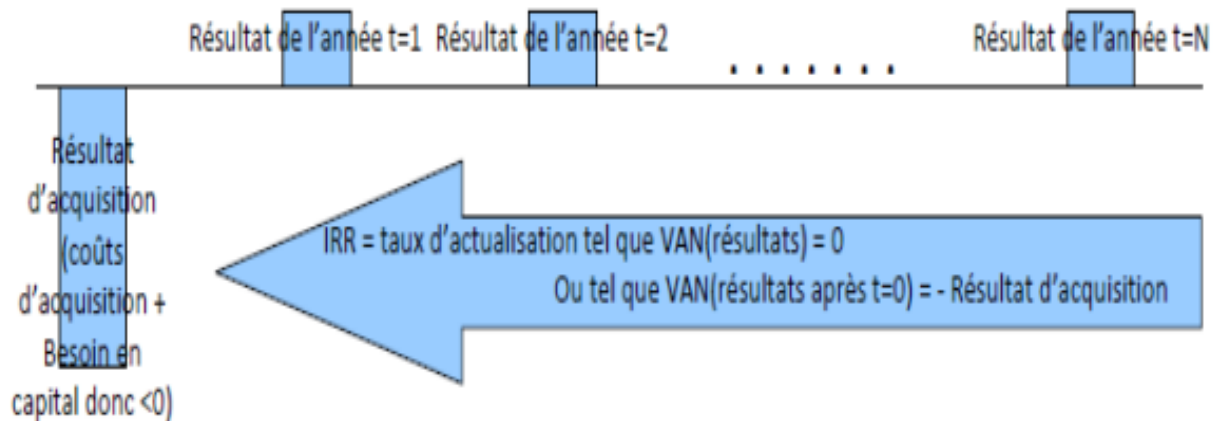 Résultat de l'année t=1 Résultat de l'année t=2 . . . . . . . Résultat de l'année t=N
Résultat
d'acquisition
(coûts
d'acquisition +
Besoin en
capital donc <0)
IRR = taux d'actualisation tel que VAN(résultats) = 0
Ou tel que VAN(résultats après t=0) = - Résultat d'acquisition